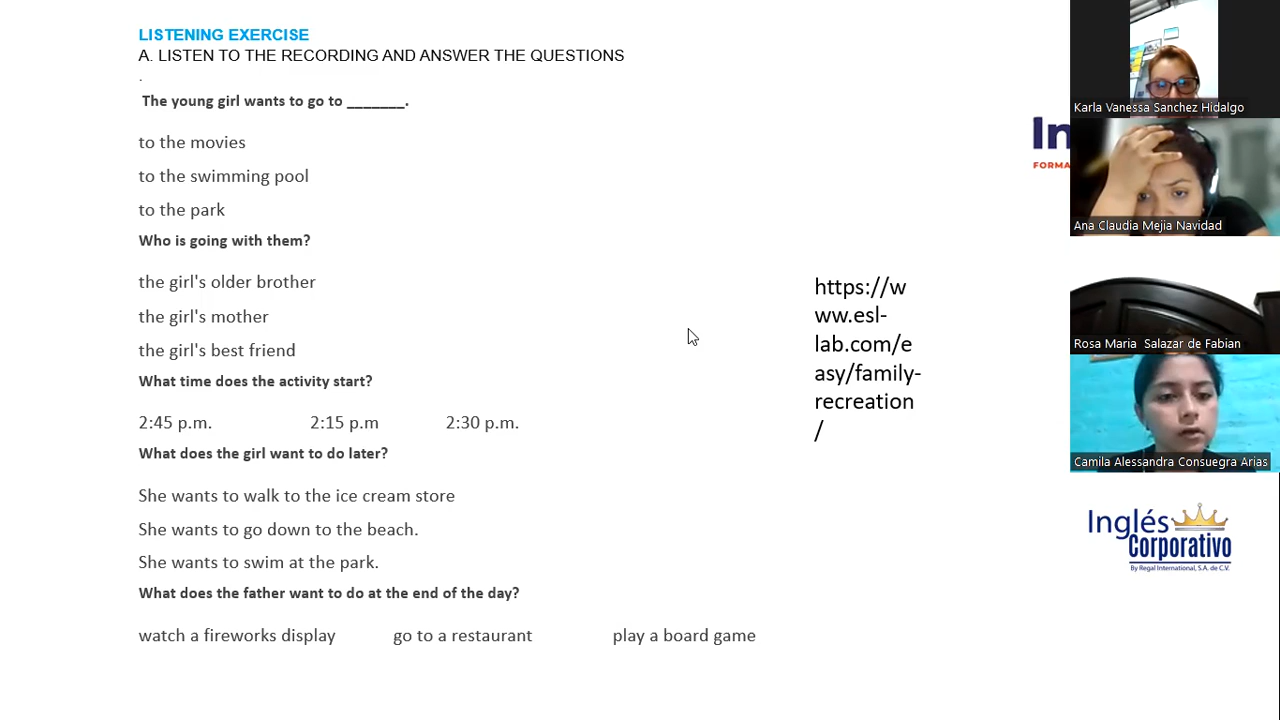 LISTENING EXERCISE
A. LISTEN TO THE RECORDING AND ANSWER THE QUESTIONS
.
The young girl wants to go to _______.
to the movies
to the swimming pool
to the park
Who is going with them?
the girl's older brother
the girl's mother
the girl's best friend
What time does the activity start?
2:45 p.m. 2:15 p.m 2:30 p.m.
What does the girl want to do later?
She wants to walk to the ice cream store
She wants to go down to the beach.
She wants to swim at the park.
What does the father want to do at the end of the day?
watch a fireworks display go to a restaurant play a board game
https://w
ww.esl-
lab.com/e
asy/family-
recreation
/
In
FORMA
Karla Vanessa Sanchez Hidalgo
Ana Claudia Mejia Navidad
Rosa Maria Salazar de Fabian
Camila Alessandra Consuegra Arias
Inglés
Corporativo
By Regal International, S.A. de C.V.